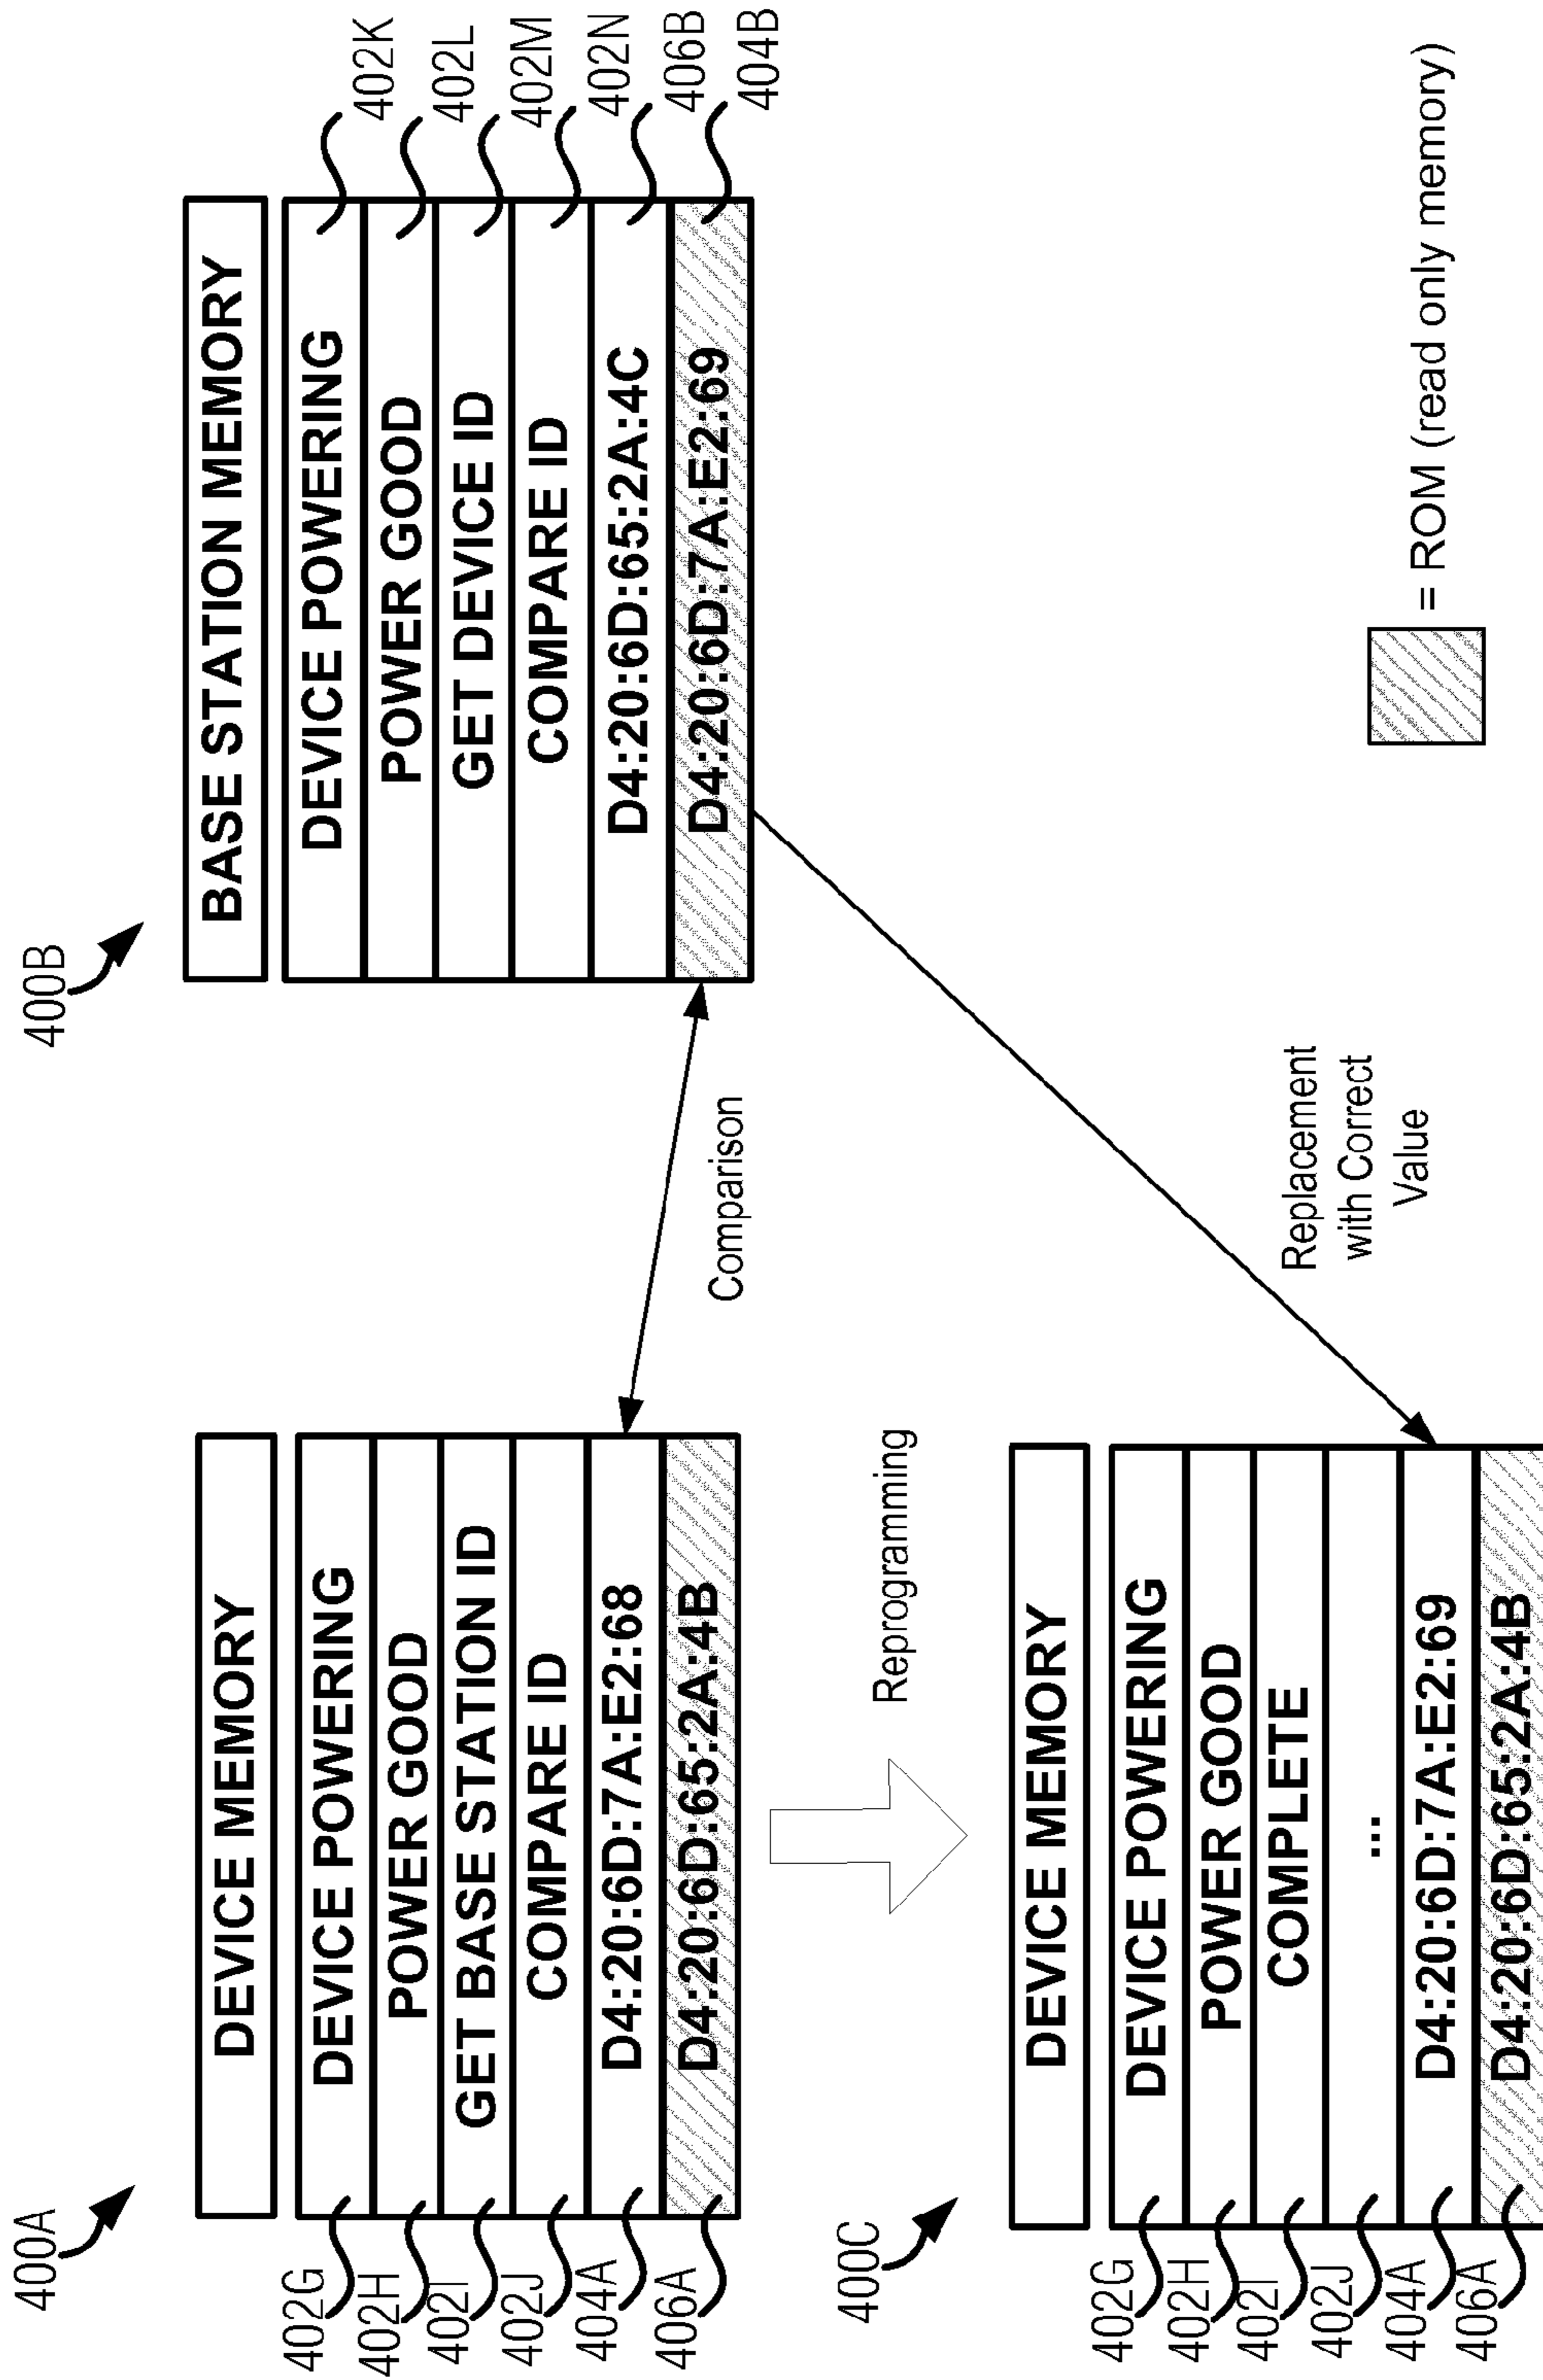 400A
DEVICE MEMORY
402G
DEVICE POWERING
402H
POWER GOOD
402I
GET BASE STATION ID
402J
COMPARE ID
404A
D4:20:6D:7A:E2:68
406A
D4:20:6D:65:2A:4B
Comparison
400B
BASE STATION MEMORY
DEVICE POWERING
402K
POWER GOOD
402L
GET DEVICE ID
402M
COMPARE ID
402N
D4:20:6D:65:2A:4C
406B
D4:20:6D:7A:E2:69
404B
Reprogramming
400C
DEVICE MEMORY
402G
DEVICE POWERING
402H
POWER GOOD
402I
COMPLETE
402J
...
404A
D4:20:6D:7A:E2:69
406A
D4:20:6D:65:2A:4B
Replacement
with Correct
Value
= ROM (read only memory)